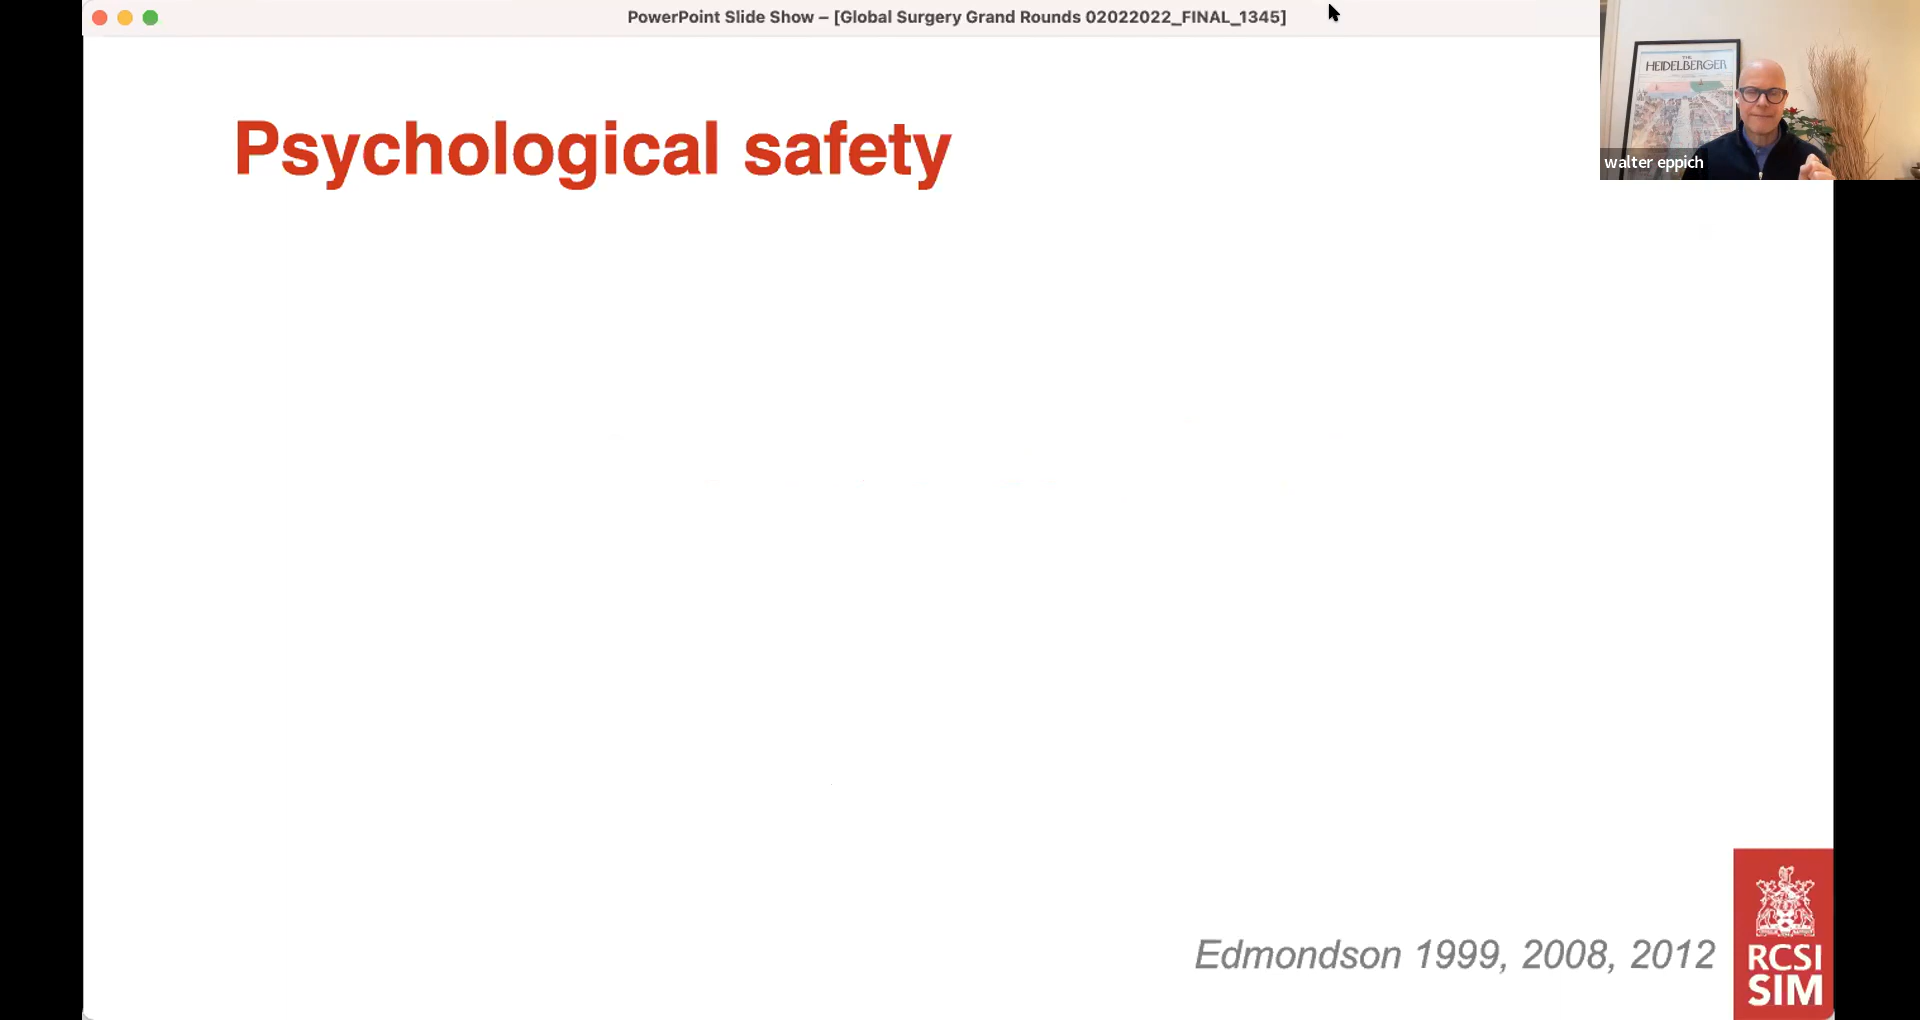 PowerPoint Slide Show – [Global Surgery Grand Rounds 02022022_FINAL_1345]
THE
HEIDELBERGER
walter eppich
Psychological safety
Edmondson 1999, 2008, 2012
RCSI
SIM